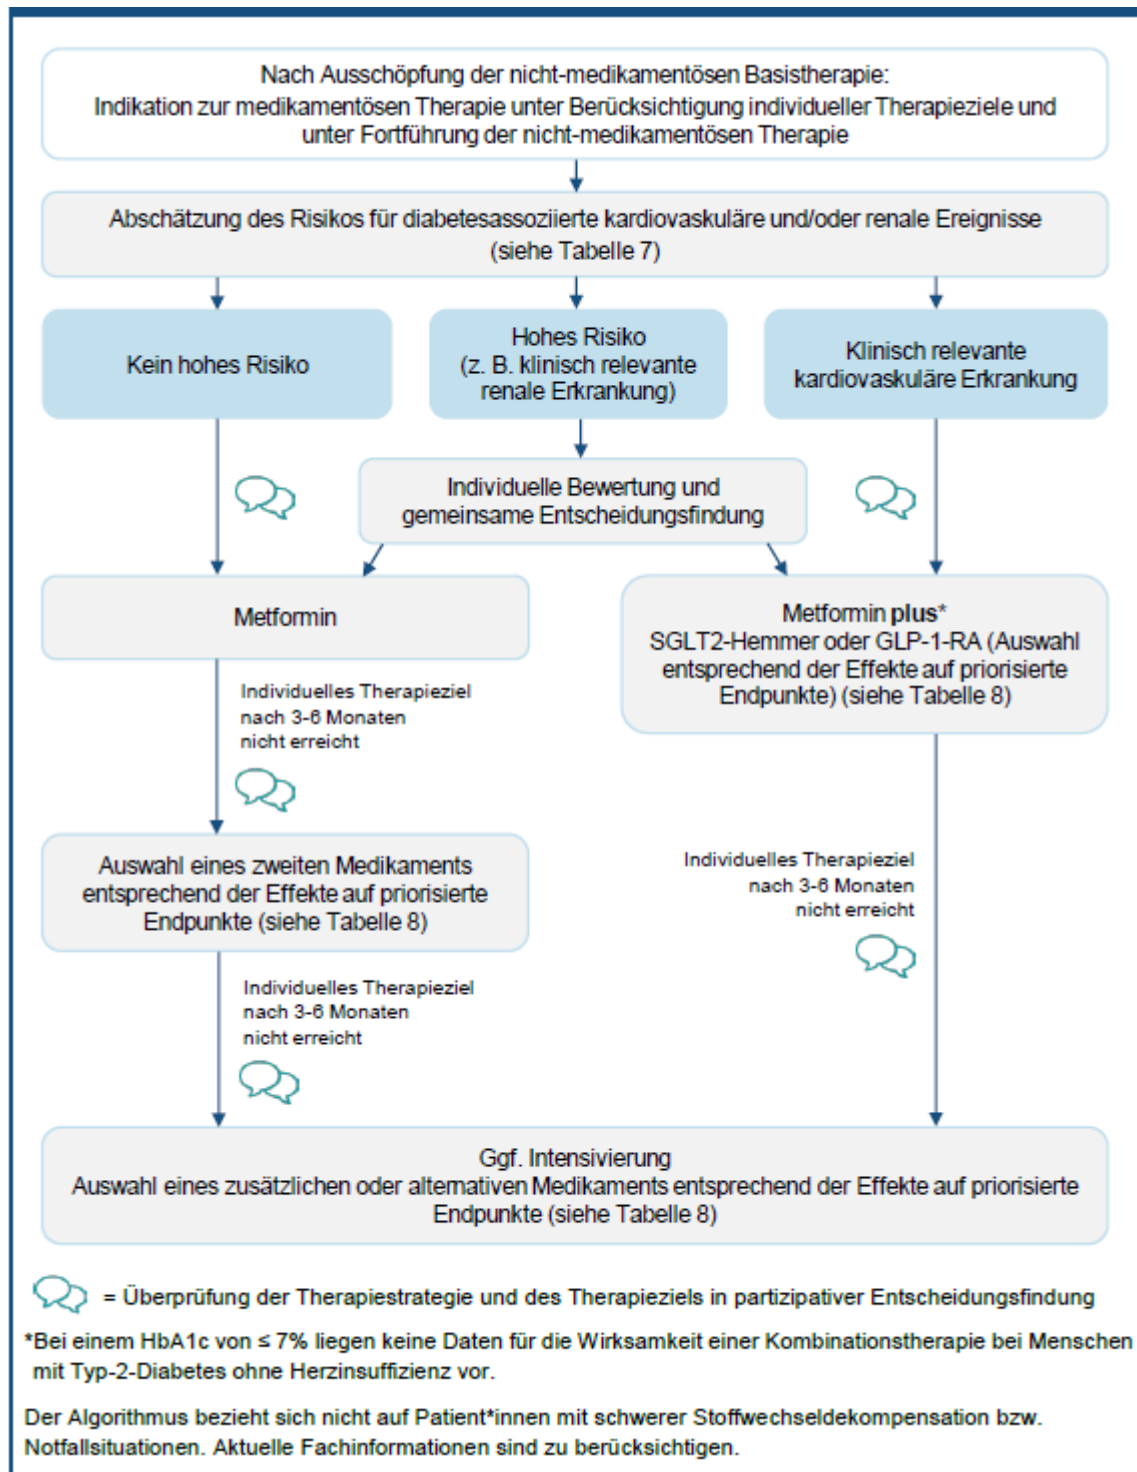 Nach Ausschöpfung der nicht-medikamentösen Basistherapie:
Indikation zur medikamentösen Therapie unter Berücksichtigung individueller Therapieziele und
unter Fortführung der nicht-medikamentösen Therapie
Abschätzung des Risikos für diabetesassoziierte kardiovaskuläre und/oder renale Ereignisse
(siehe Tabelle 7)
Kein hohes Risiko
Hohes Risiko
(z. B. klinisch relevante
renale Erkrankung)
Klinisch relevante
kardiovaskuläre Erkrankung
Individuelle Bewertung und
gemeinsame Entscheidungsfindung
Metformin
Metformin plus*
SGLT2-Hemmer oder GLP-1-RA (Auswahl
entsprechend der Effekte auf priorisierte
Endpunkte) (siehe Tabelle 8)
Individuelles Therapieziel
nach 3-6 Monaten
nicht erreicht
Auswahl eines zweiten Medikaments
entsprechend der Effekte auf priorisierte
Endpunkte (siehe Tabelle 8)
Individuelles Therapieziel
nach 3-6 Monaten
nicht erreicht
Individuelles Therapieziel
nach 3-6 Monaten
nicht erreicht
Ggf. Intensivierung
Auswahl eines zusätzlichen oder alternativen Medikaments entsprechend der Effekte auf priorisierte
Endpunkte (siehe Tabelle 8)
= Überprüfung der Therapiestrategie und des Therapieziels in partizipativer Entscheidungsfindung
*Bei einem HbA1c von ≤ 7% liegen keine Daten für die Wirksamkeit einer Kombinationstherapie bei Menschen
mit Typ-2-Diabetes ohne Herzinsuffizienz vor.
Der Algorithmus bezieht sich nicht auf Patient*innen mit schwerer Stoffwechseldekompensation bzw.
Notfallsituationen. Aktuelle Fachinformationen sind zu berücksichtigen.